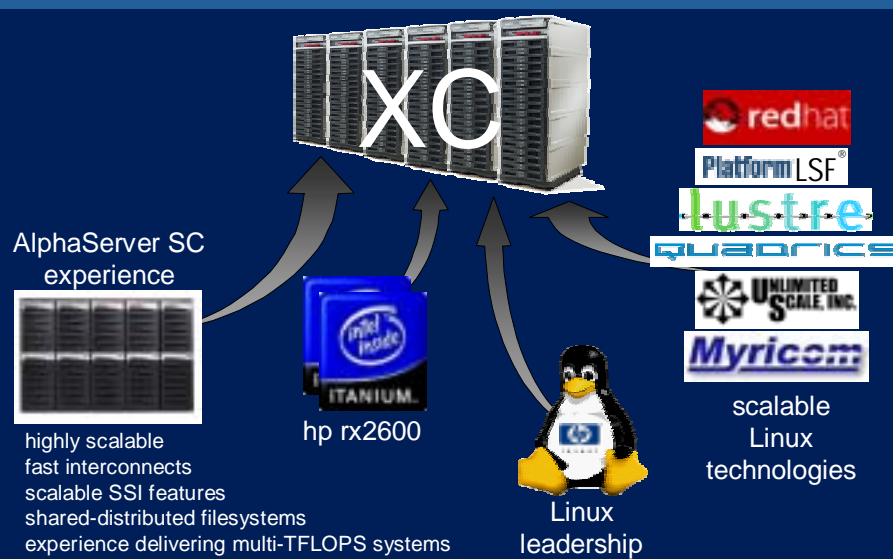 XC
redhat
Platform LSF®
lustre
QUADRICS
UNLIMITED
SCALE, INC.
Myricom
scalable
Linux
technologies
AlphaServer SC
experience
highly scalable
fast interconnects
scalable SSI features
shared-distributed filesystems
experience delivering multi-TFLOPS systems
intel
inside
ITANIUM.
hp rx2600
hp
invent
Linux
leadership